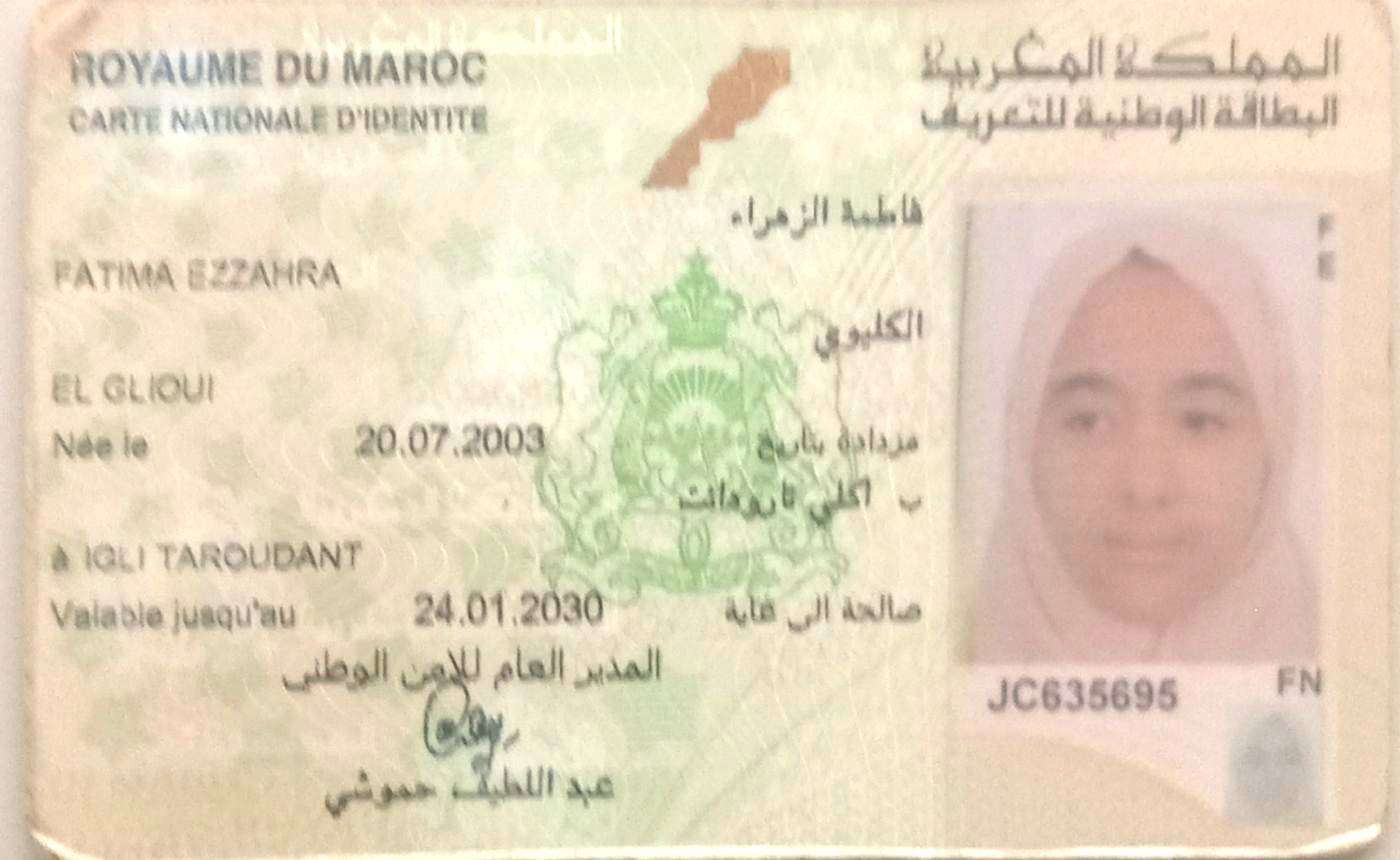 ROYAUME DU MAROC
المملكة المغربية
CARTE NATIONALE D'IDENTITE
البطاقة الوطنية للتعريف
فاطمة الزهراء
FATIMA EZZAHRA
الكليوي
EL GLIOUI
Née le 20.07.2003 مزدادة بتاريخ
ب اكلي تارودانت
à IGLI TAROUDANT
Valable jusqu'au 24.01.2030 صالحة الى غاية
المدير العام للامن الوطني
عبد اللطيف حموشي
F
E
JC635695
FN